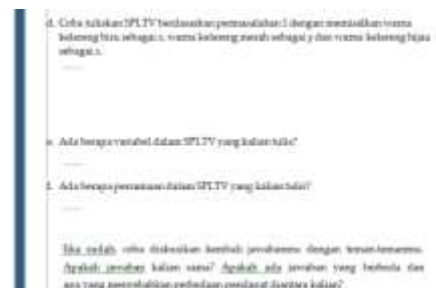 d. Coba tuliskan SPLTV berdasarkan permasalahan 1 dengan memisalkan warna
kelereng biru sebagai x, warna kelereng merah sebagai y dan warna kelereng hijau
sebagai z.
e. Ada berapa variabel dalam SPLTV yang kalian tulis?
f. Ada berapa persamaan dalam SPLTV yang kalian tulis?
Jika sudah, coba diskusikan kembali jawabanmu dengan teman-temanmu.
Apakah jawaban kalian sama? Apakah ada jawaban yang berbeda dan
apa yang menyebabkan perbedaan pendapat diantara kalian?